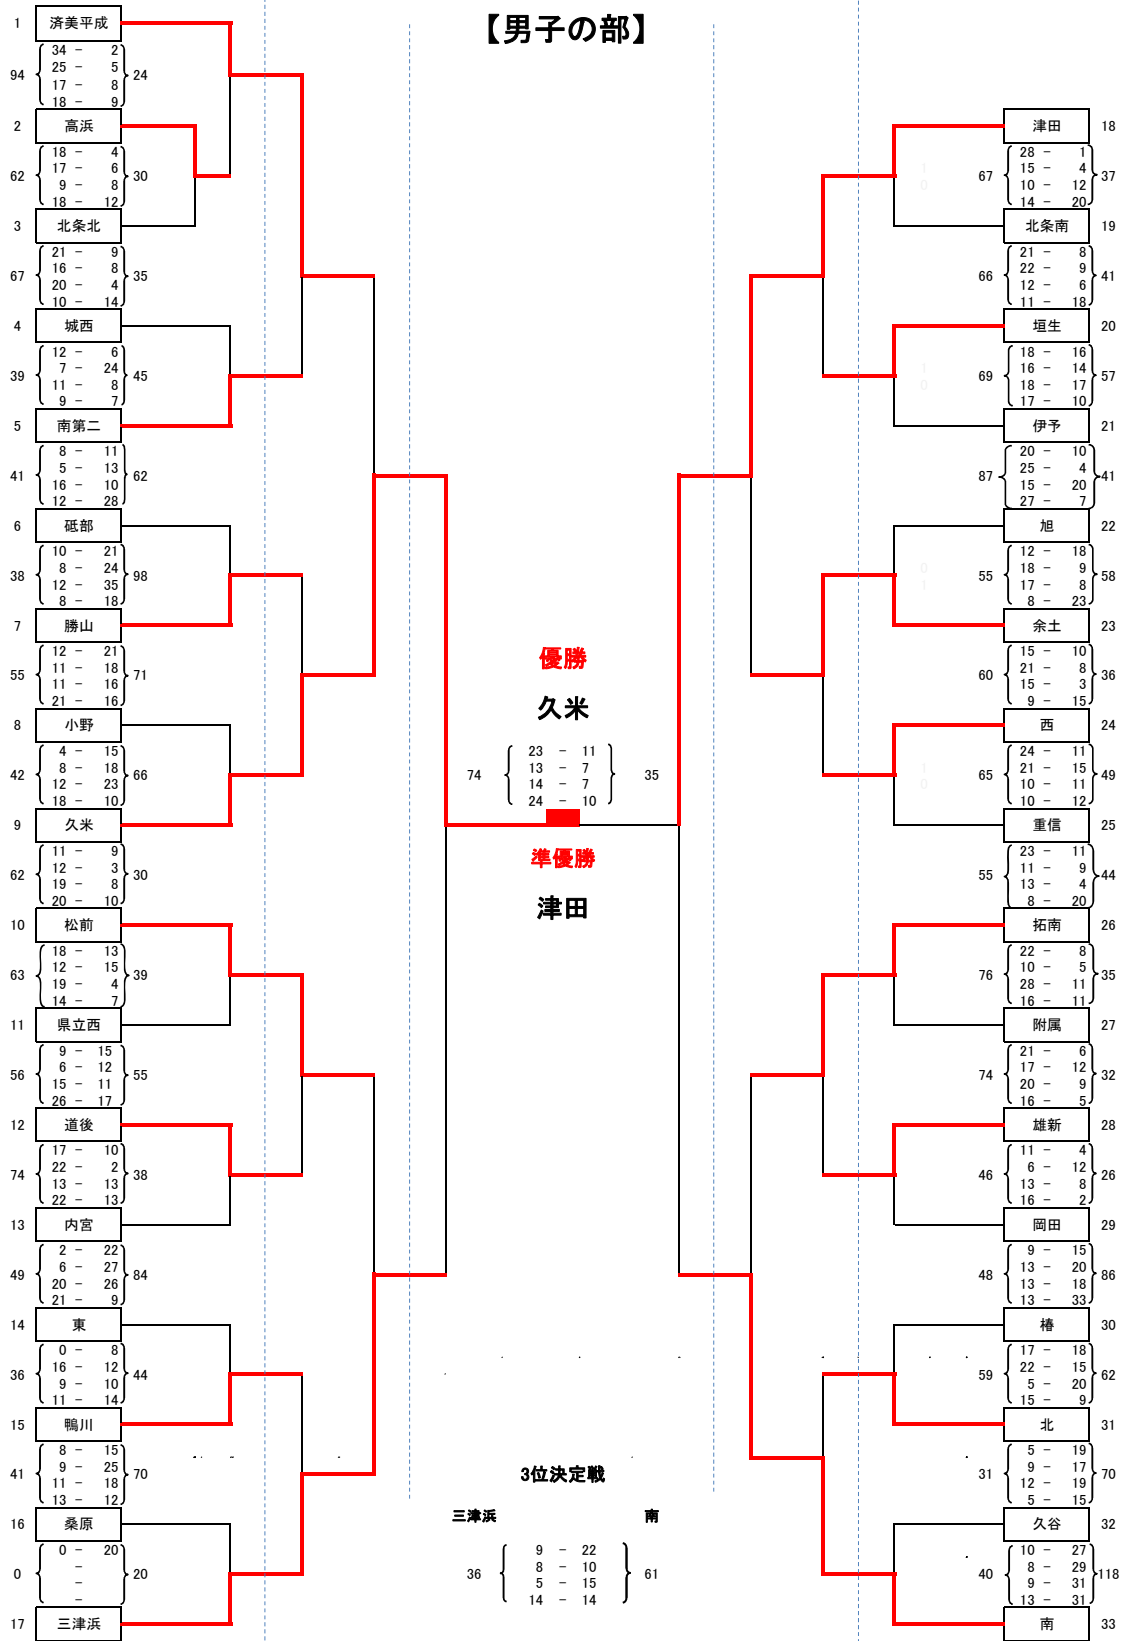 【男子の部】
1 済美平成
34 － 2
25 － 5
94 24
17 － 8
18 － 9
2 高浜
18 － 4
17 － 6
62 30
9 － 8
18 － 12
3 北条北
21 － 9
16 － 8
67 35
20 － 4
10 － 14
4 城西
12 － 6
7 － 24
39 45
11 － 8
9 － 7
5 南第二
8 － 11
5 － 13
41 62
16 － 10
12 － 28
6 砥部
10 － 21
8 － 24
38 98
12 － 35
8 － 18
7 勝山
12 － 21
11 － 18
55 71
11 － 16
21 － 16
8 小野
4 － 15
8 － 18
42 66
12 － 23
18 － 10
9 久米
11 － 9
12 － 3
62 30
19 － 8
20 － 10
10 松前
18 － 13
12 － 15
63 39
19 － 4
14 － 7
11 県立西
9 － 15
6 － 12
56 55
15 － 11
26 － 17
12 道後
17 － 10
22 － 2
74 38
13 － 13
22 － 13
13 内宮
2 － 22
6 － 27
49 84
20 － 26
21 － 9
14 東
0 － 8
16 － 12
36 44
9 － 10
11 － 14
15 鴨川
8 － 15
9 － 25
41 70
11 － 18
13 － 12
16 桑原
0 － 20
－
0 20
－
－
17 三津浜
優勝
久米
23 － 11
13 － 7
74 35
14 － 7
24 － 10
準優勝
津田
3位決定戦
三津浜 南
9 － 22
8 － 10
36 61
5 － 15
14 － 14
津田 18
28 － 1
15 － 4
67 37
10 － 12
14 － 20
1
0
北条南 19
21 － 8
22 － 9
66 41
12 － 6
11 － 18
垣生 20
18 － 16
16 － 14
69 57
18 － 17
17 － 10
1
0
伊予 21
20 － 10
25 － 4
87 41
15 － 20
27 － 7
旭 22
12 － 18
18 － 9
55 58
17 － 8
8 － 23
0
1
余土 23
15 － 10
21 － 8
60 36
15 － 3
9 － 15
西 24
24 － 11
21 － 15
65 49
10 － 11
10 － 12
1
0
重信 25
23 － 11
11 － 9
55 44
13 － 4
8 － 20
拓南 26
22 － 8
10 － 5
76 35
28 － 11
16 － 11
附属 27
21 － 6
17 － 12
74 32
20 － 9
16 － 5
雄新 28
11 － 4
6 － 12
46 26
13 － 8
16 － 2
岡田 29
9 － 15
13 － 20
48 86
13 － 18
13 － 33
椿 30
17 － 18
22 － 15
59 62
5 － 20
15 － 9
北 31
5 － 19
9 － 17
31 70
12 － 19
5 － 15
久谷 32
10 － 27
8 － 29
40 118
9 － 31
13 － 31
南 33